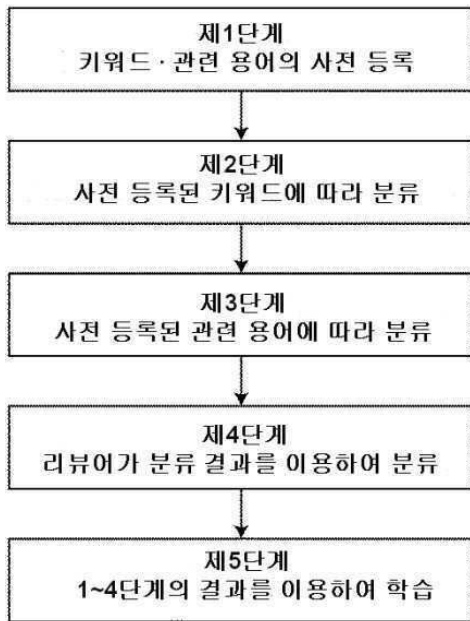 제1단계
키워드 · 관련 용어의 사전 등록
제2단계
사전 등록된 키워드에 따라 분류
제3단계
사전 등록된 관련 용어에 따라 분류
제4단계
리뷰어가 분류 결과를 이용하여 분류
제5단계
1~4단계의 결과를 이용하여 학습